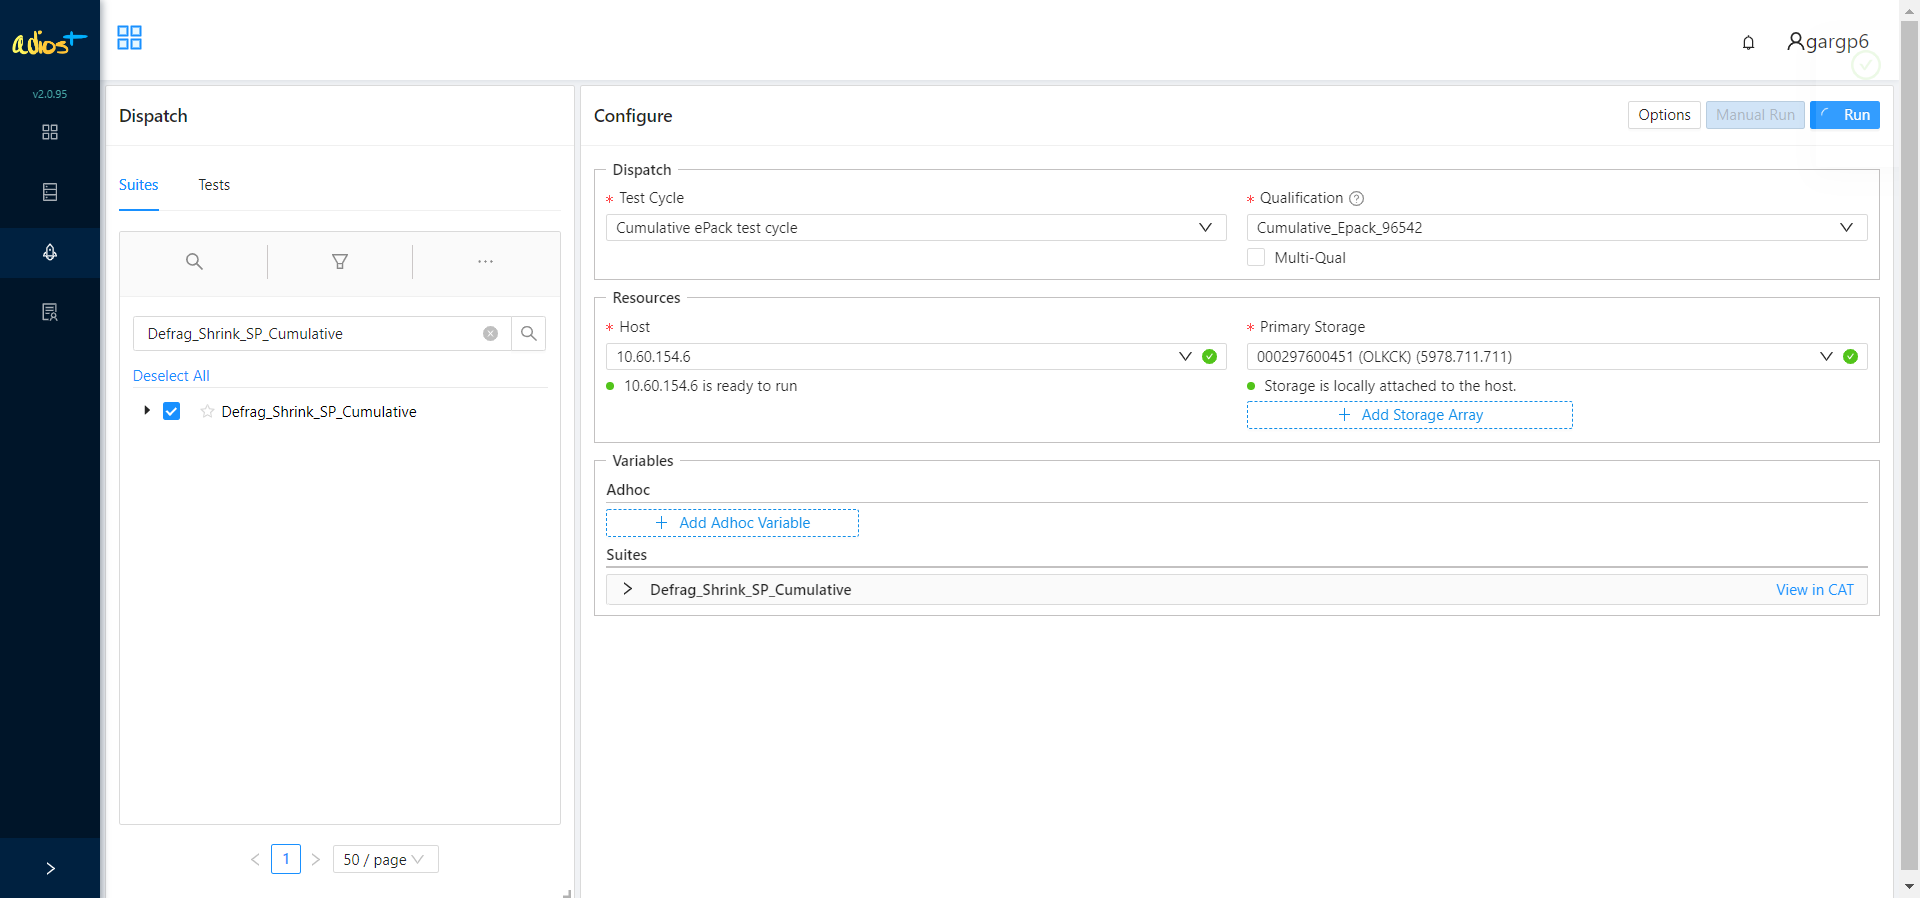 adios+
gargp6
v2.0.95
Dispatch
Suites
Tests
Defrag_Shrink_SP_Cumulative
Deselect All
Defrag_Shrink_SP_Cumulative
1
50 / page
Configure
Options
Manual Run
Run
Dispatch
* Test Cycle
Cumulative ePack test cycle
* Qualification
Cumulative_Epack_96542
Multi-Qual
Resources
* Host
10.60.154.6
10.60.154.6 is ready to run
* Primary Storage
000297600451 (OLKCK) (5978.711.711)
Storage is locally attached to the host.
+ Add Storage Array
Variables
Adhoc
+ Add Adhoc Variable
Suites
Defrag_Shrink_SP_Cumulative
View in CAT